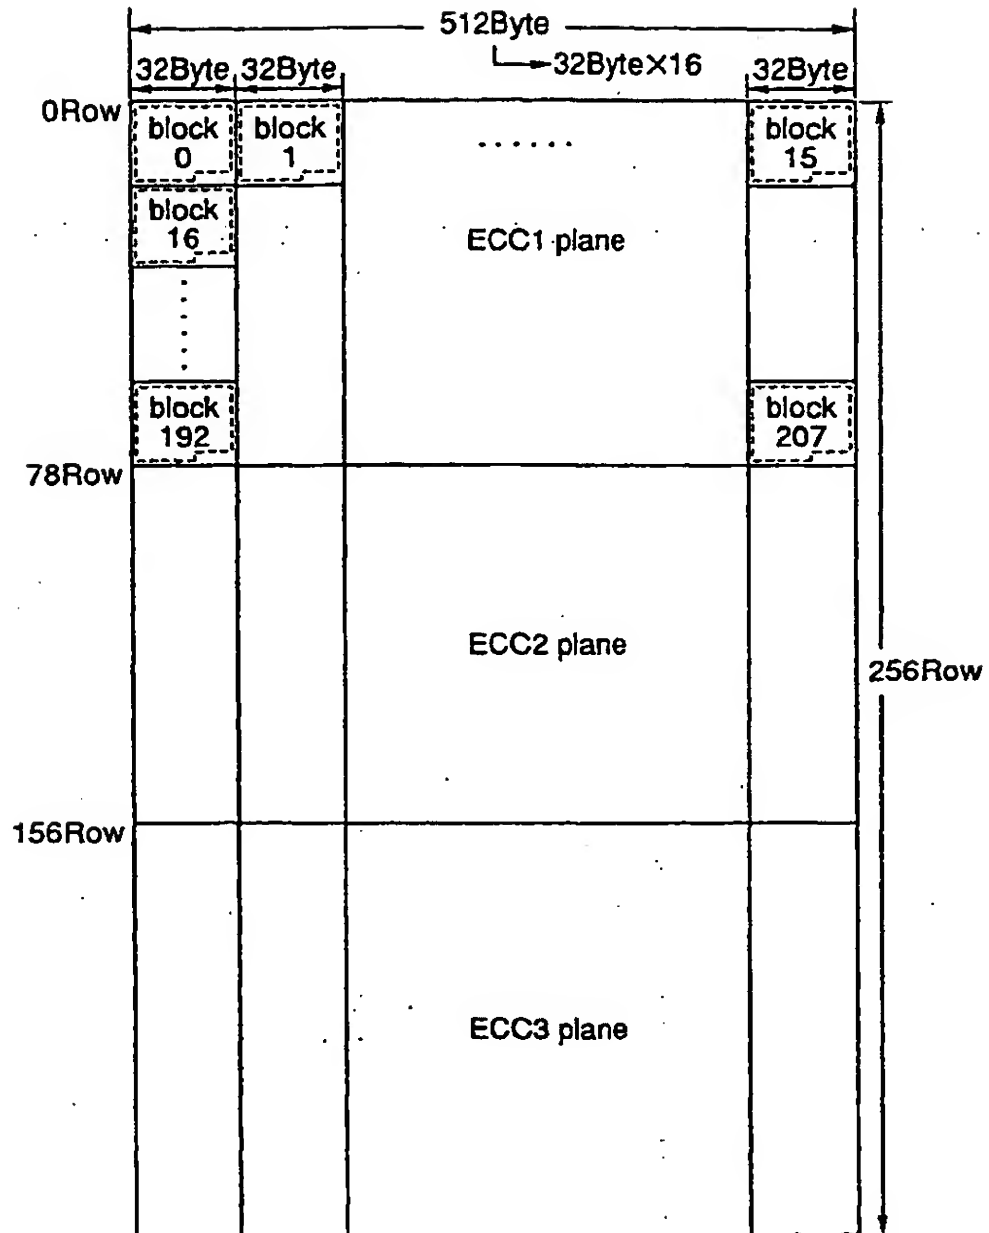 512Byte
32Byte×16
32Byte 32Byte 32Byte
0Row
block 0
block 1
......
block 15
block 16
ECC1 plane
block 192
block 207
78Row
ECC2 plane
256Row
156Row
ECC3 plane